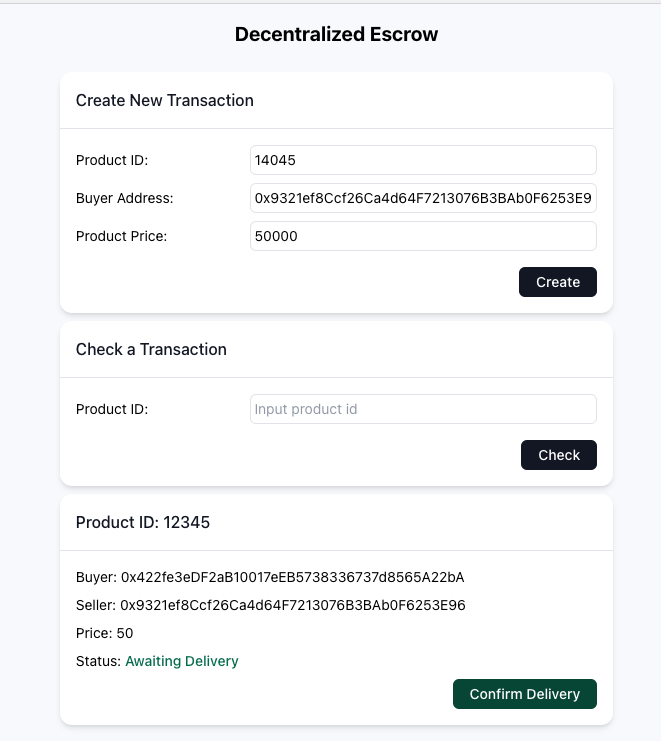 Decentralized Escrow
Create New Transaction
Product ID: 14045
Buyer Address: 0x9321ef8Ccf26Ca4d64F7213076B3BAb0F6253E9
Product Price: 50000
Create
Check a Transaction
Product ID: Input product id
Check
Product ID: 12345
Buyer: 0x422fe3eDF2aB10017eEB5738336737d8565A22bA
Seller: 0x9321ef8Ccf26Ca4d64F7213076B3BAb0F6253E96
Price: 50
Status: Awaiting Delivery
Confirm Delivery